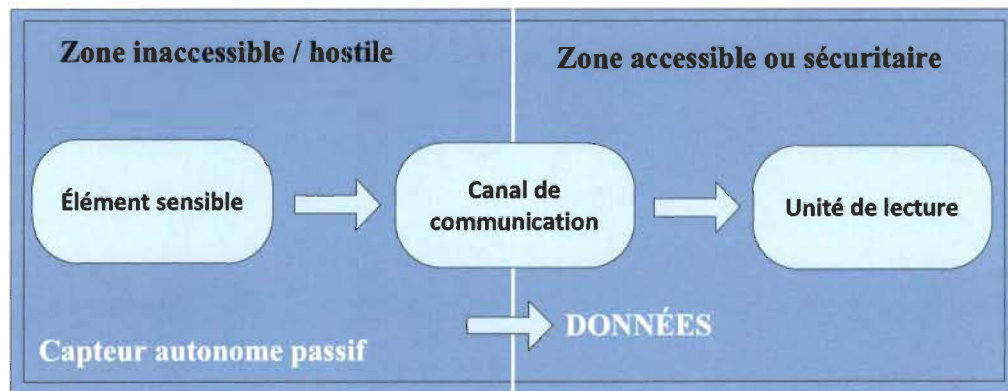 Zone inaccessible / hostile
Zone accessible ou sécuritaire
Élément sensible
Canal de
communication
Unité de lecture
DONNÉES
Capteur autonome passif